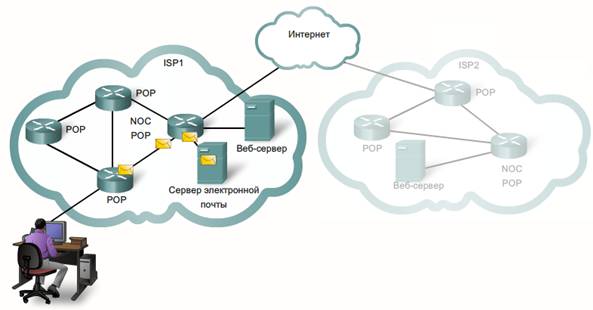 Интернет
ISP1
POP
POP
NOC
POP
Веб-сервер
POP
Сервер электронной
почты
ISP2
POP
POP
Веб-сервер
NOC
POP